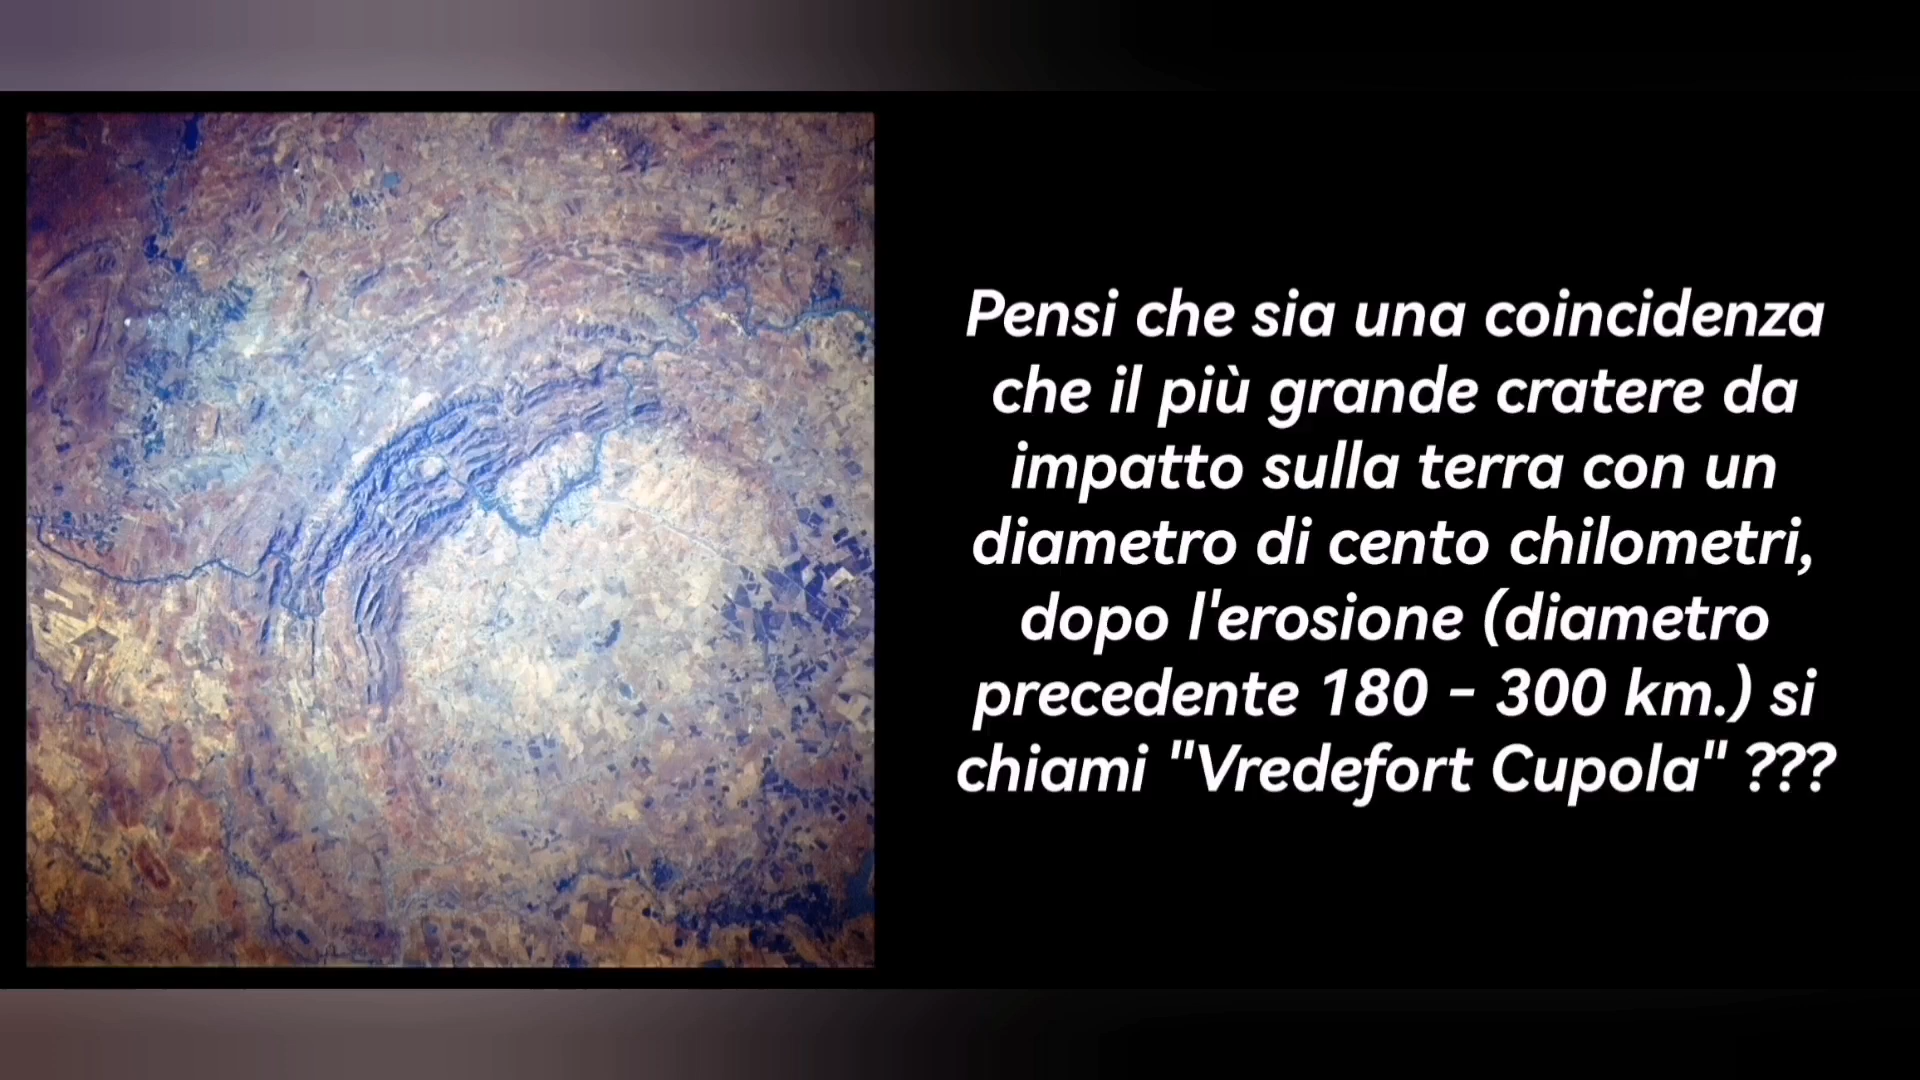 Pensi che sia una coincidenza
che il più grande cratere da
impatto sulla terra con un
diametro di cento chilometri,
dopo l'erosione (diametro
precedente 180 - 300 km.) si
chiami "Vredefort Cupola" ???